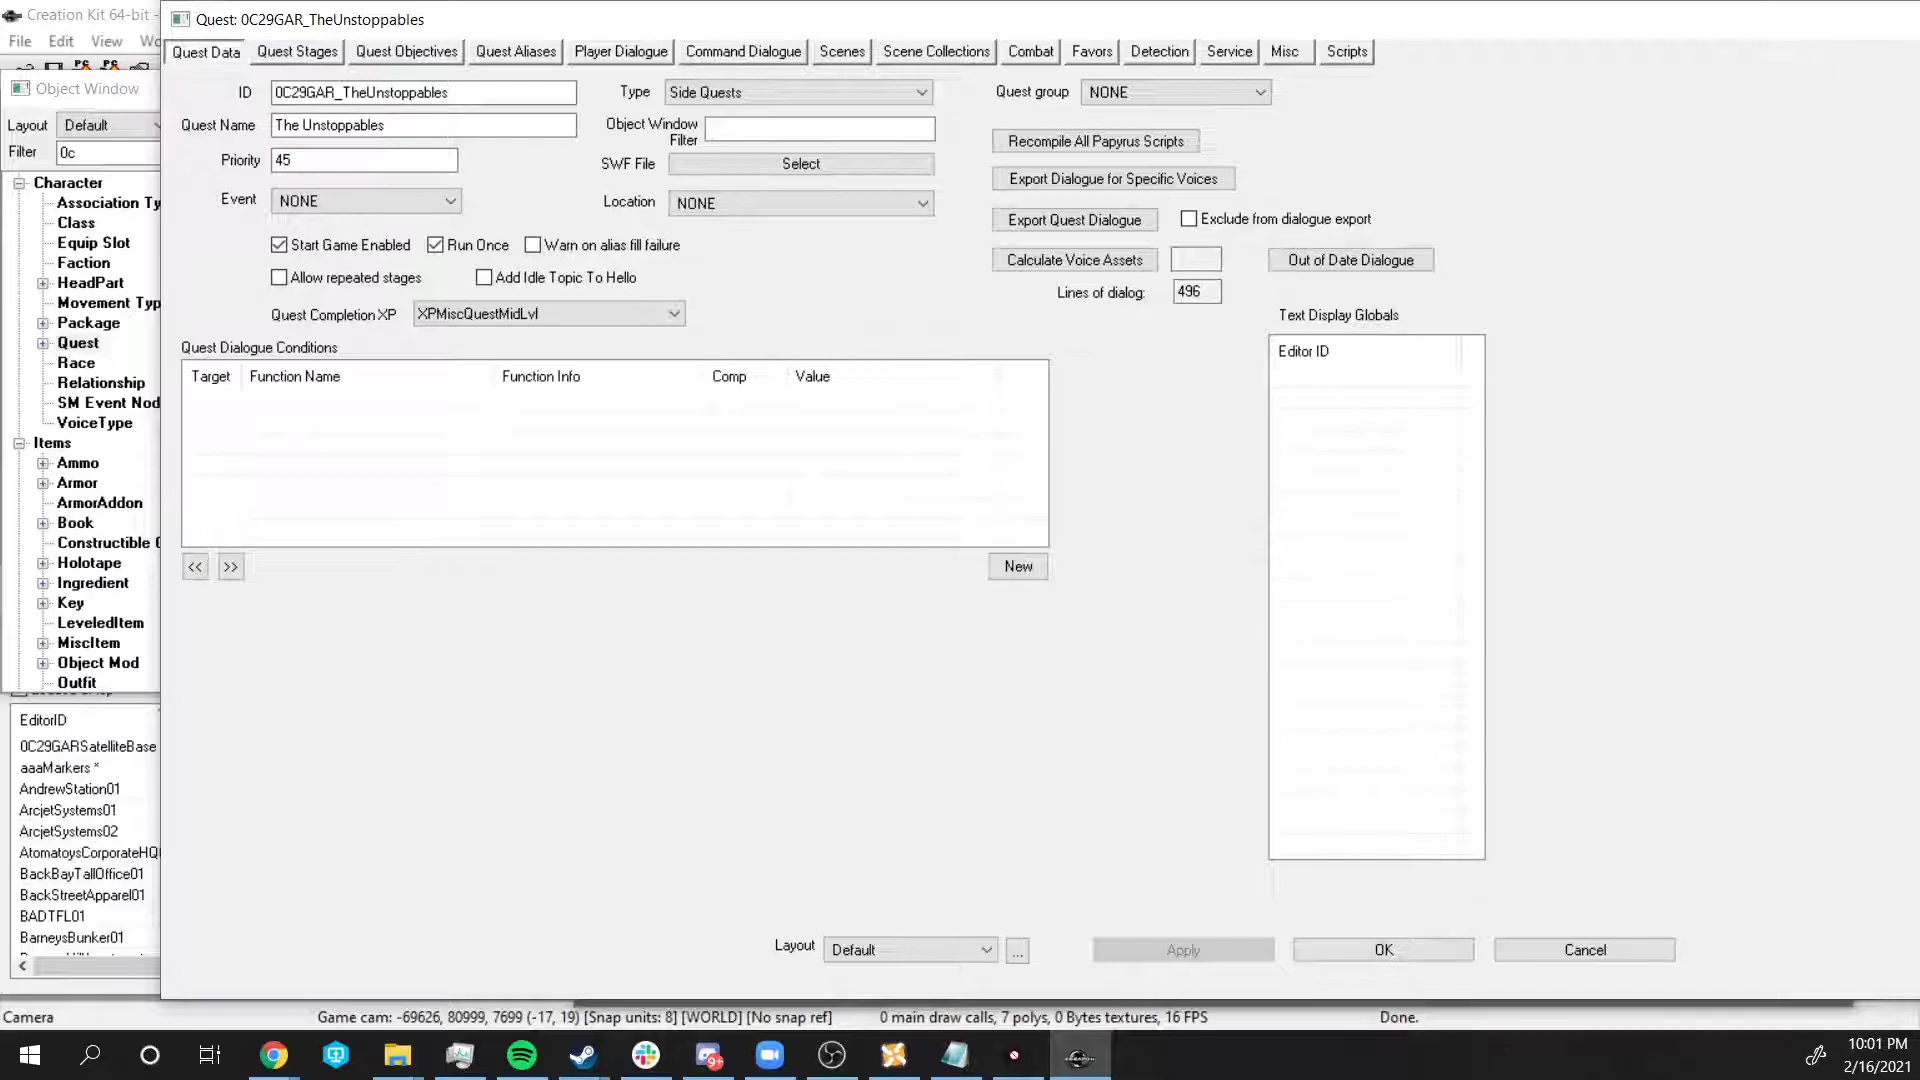 Creation Kit 64-bit -
Quest: 0C29GAR_TheUnstoppables
File Edit View Wo
Object Window
Layout Default
Filter 0c
Character
Association Ty
Class
Equip Slot
Faction
HeadPart
Movement Typ
Package
Quest
Race
Relationship
SM Event Nod
VoiceType
Items
Ammo
Armor
ArmorAddon
Book
Constructible O
Holotape
Ingredient
Key
LeveledItem
MiscItem
Object Mod
Outfit
EditorID
0C29GARSatelliteBase
aaaMarkers *
AndrewStation01
ArcjetSystems01
ArcjetSystems02
AtomatoysCorporateHQ
BackBayTallOffice01
BackStreetApparel01
BADTFL01
BarneysBunker01
Quest Data Quest Stages Quest Objectives Quest Aliases Player Dialogue Command Dialogue Scenes Scene Collections Combat Favors Detection Service Misc Scripts
ID 0C29GAR_TheUnstoppables Type Side Quests Quest group NONE
Quest Name The Unstoppables Object Window Filter
Recompile All Papyrus Scripts
Priority 45 SWF File Select
Export Dialogue for Specific Voices
Event NONE Location NONE
Export Quest Dialogue Exclude from dialogue export
Start Game Enabled Run Once Warn on alias fill failure
Calculate Voice Assets Out of Date Dialogue
Allow repeated stages Add Idle Topic To Hello
Lines of dialog: 496
Quest Completion XP XPMiscQuestMidLvl
Text Display Globals
Quest Dialogue Conditions
Editor ID
Target Function Name Function Info Comp Value
<< >> New
Layout Default ... Apply OK Cancel
Camera Game cam: -69626, 80999, 7699 (-17, 19) [Snap units: 8] [WORLD] [No snap ref] 0 main draw calls, 7 polys, 0 Bytes textures, 16 FPS Done.
9+
10:01 PM
2/16/2021